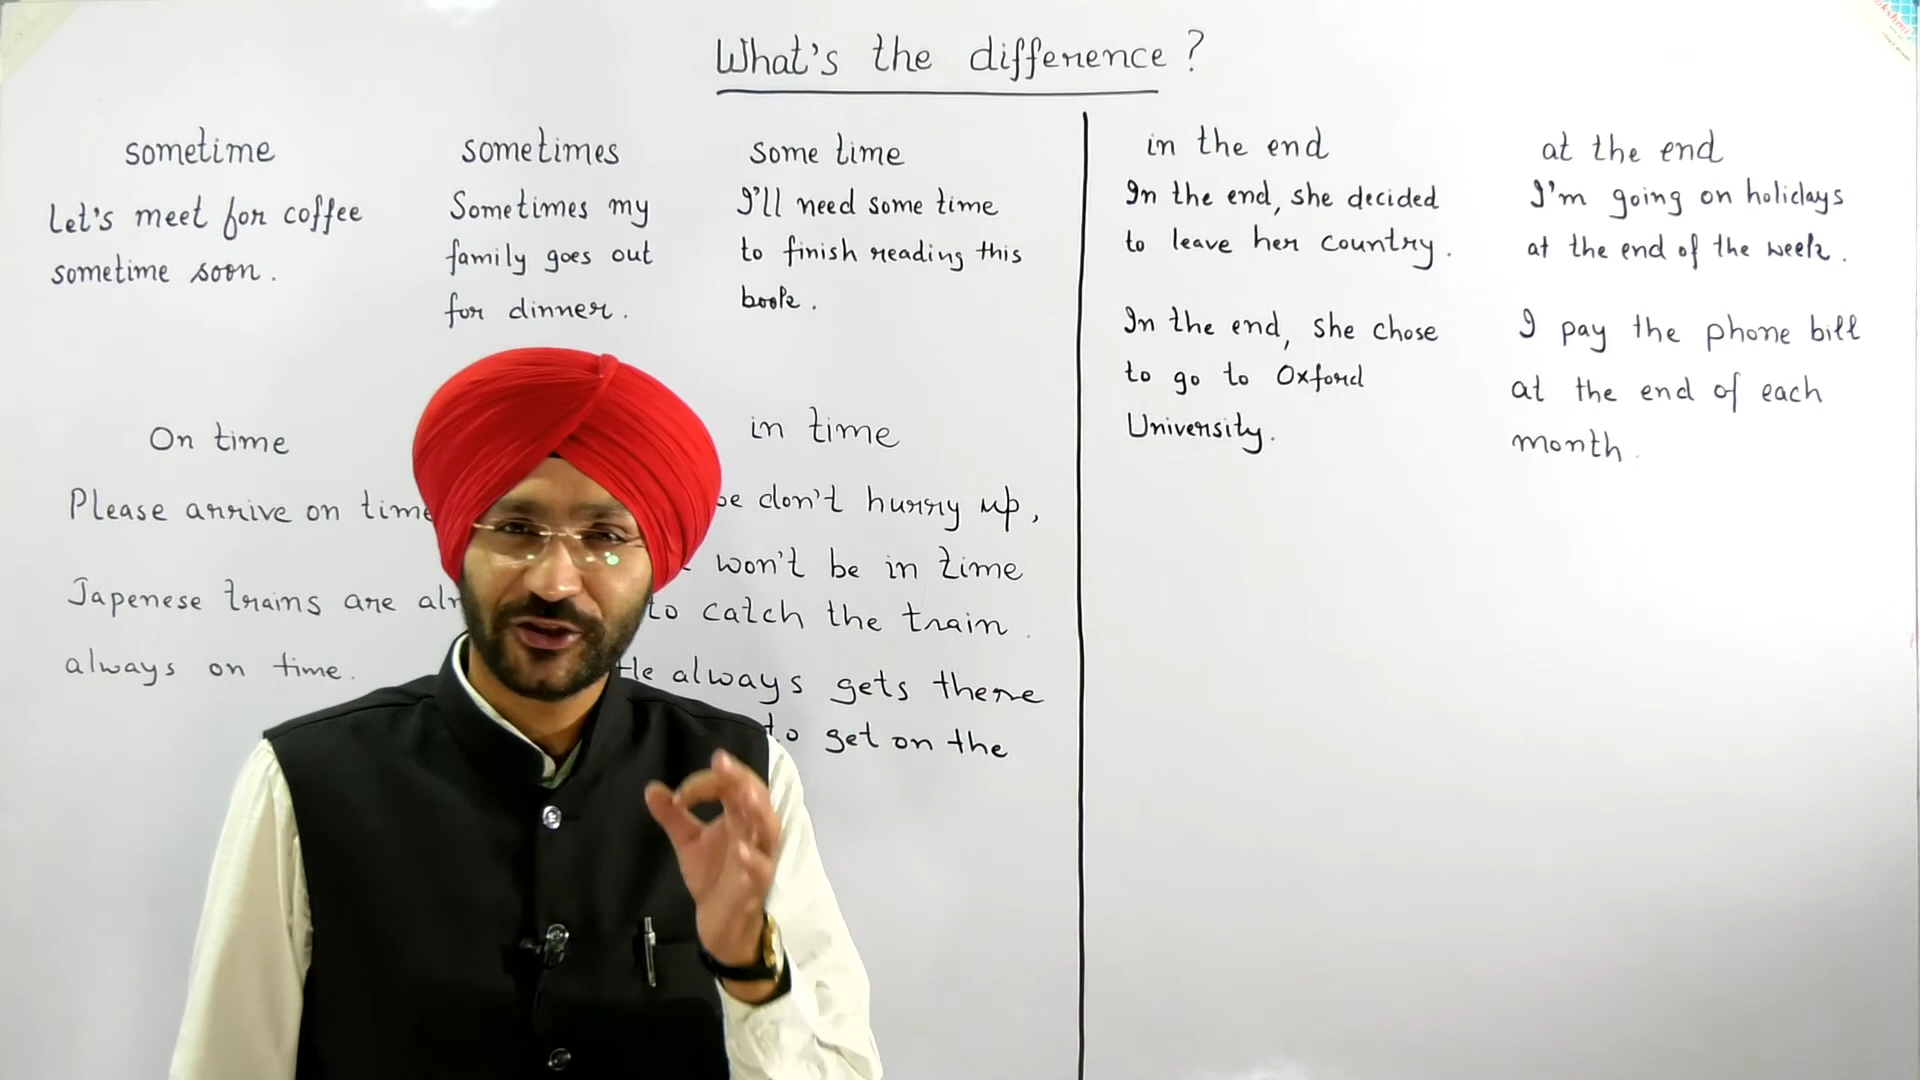 What's the difference?
sometime
Let's meet for coffee
sometime soon.
sometimes
Sometimes my
family goes out
for dinner.
some time
I'll need some time
to finish reading this
book.
On time
Please arrive on time
Japenese trains are
always on time.
in time
don't hurry up,
won't be in time
to catch the train.
He always gets there
to get on the
in the end
In the end, she decided
to leave her country.
In the end, she chose
to go to Oxford
University.
at the end
I'm going on holidays
at the end of the week.
I pay the phone bill
at the end of each
month.